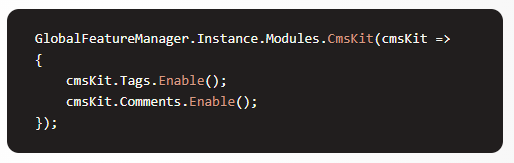 GlobalFeatureManager.Instance.Modules.CmsKit(cmsKit =>
{
    cmsKit.Tags.Enable();
    cmsKit.Comments.Enable();
});